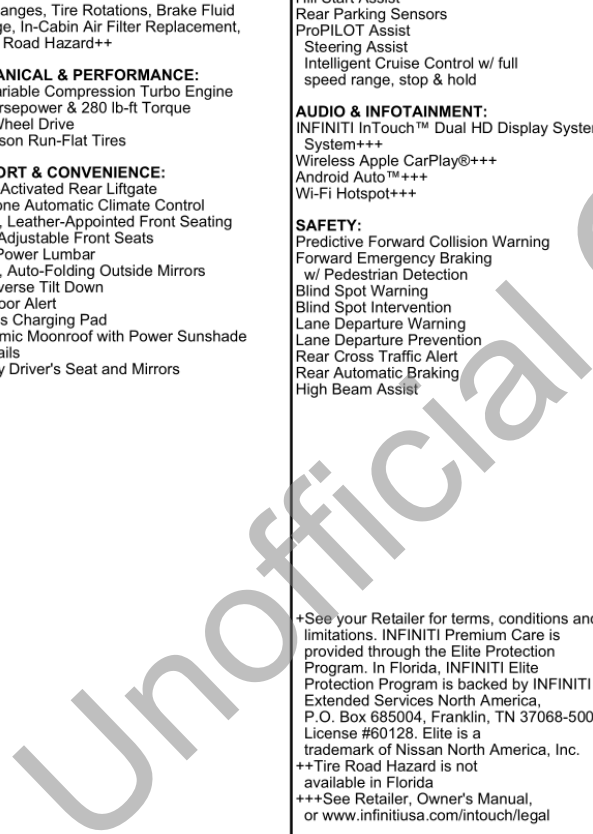 anges, Tire Rotations, Brake Fluid
ge, In-Cabin Air Filter Replacement,
Road Hazard++
ANICAL & PERFORMANCE:
ariable Compression Turbo Engine
rsepower & 280 lb-ft Torque
Wheel Drive
son Run-Flat Tires
ORT & CONVENIENCE:
Activated Rear Liftgate
one Automatic Climate Control
, Leather-Appointed Front Seating
Adjustable Front Seats
Power Lumbar
, Auto-Folding Outside Mirrors
verse Tilt Down
oor Alert
s Charging Pad
mic Moonroof with Power Sunshade
ails
y Driver's Seat and Mirrors
Hill Start Assist
Rear Parking Sensors
ProPILOT Assist
Steering Assist
Intelligent Cruise Control w/ full
speed range, stop & hold
AUDIO & INFOTAINMENT:
INFINITI InTouch™ Dual HD Display System
System+++
Wireless Apple CarPlay®+++
Android Auto™+++
Wi-Fi Hotspot+++
SAFETY:
Predictive Forward Collision Warning
Forward Emergency Braking
w/ Pedestrian Detection
Blind Spot Warning
Blind Spot Intervention
Lane Departure Warning
Lane Departure Prevention
Rear Cross Traffic Alert
Rear Automatic Braking
High Beam Assist
+See your Retailer for terms, conditions and
limitations. INFINITI Premium Care is
provided through the Elite Protection
Program. In Florida, INFINITI Elite
Protection Program is backed by INFINITI
Extended Services North America,
P.O. Box 685004, Franklin, TN 37068-500
License #60128. Elite is a
trademark of Nissan North America, Inc.
++Tire Road Hazard is not
available in Florida
+++See Retailer, Owner's Manual,
or www.infinitiusa.com/intouch/legal
Unofficial